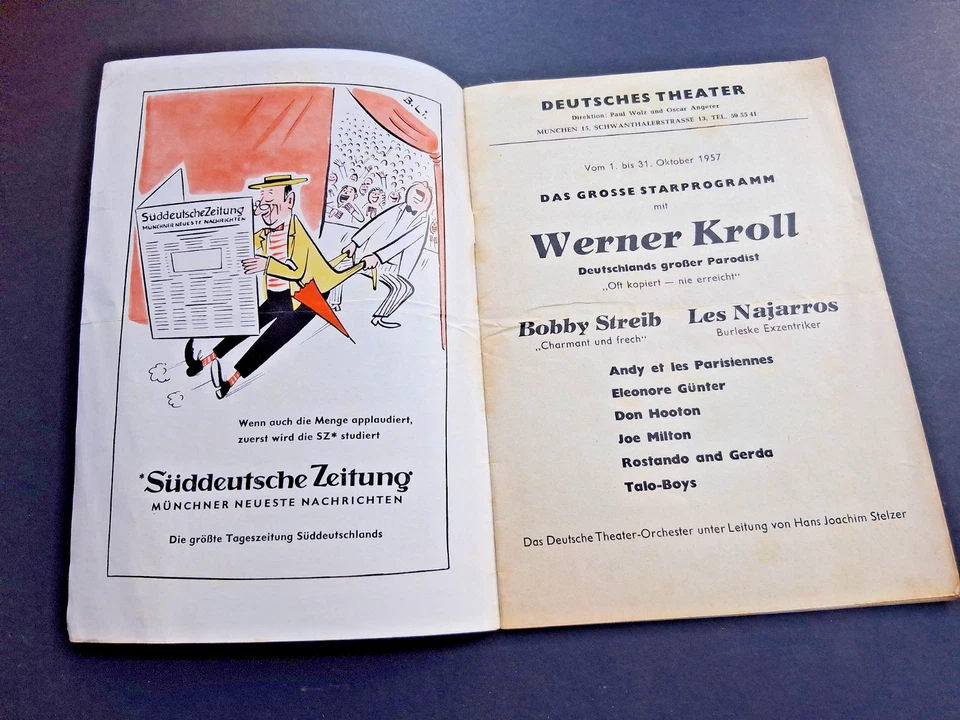 B.Li.
Süddeutsche Zeitung
MÜNCHNER NEUESTE NACHRICHTEN
Wenn auch die Menge applaudiert,
zuerst wird die SZ* studiert
*Süddeutsche Zeitung
MÜNCHNER NEUESTE NACHRICHTEN
Die größte Tageszeitung Süddeutschlands
DEUTSCHES THEATER
Direktion: Paul Wolz und Oscar Angerer
MÜNCHEN 15, SCHWANTHALERSTRASSE 13, TEL. 59 55 41
Vom 1. bis 31. Oktober 1957
DAS GROSSE STARPROGRAMM
mit
Werner Kroll
Deutschlands großer Parodist
„Oft kopiert — nie erreicht"
Bobby Streib
„Charmant und frech"
Les Najarros
Burleske Exzentriker
Andy et les Parisiennes
Eleonore Günter
Don Hooton
Joe Milton
Rostando and Gerda
Talo-Boys
Das Deutsche Theater-Orchester unter Leitung von Hans Joachim Stelzer